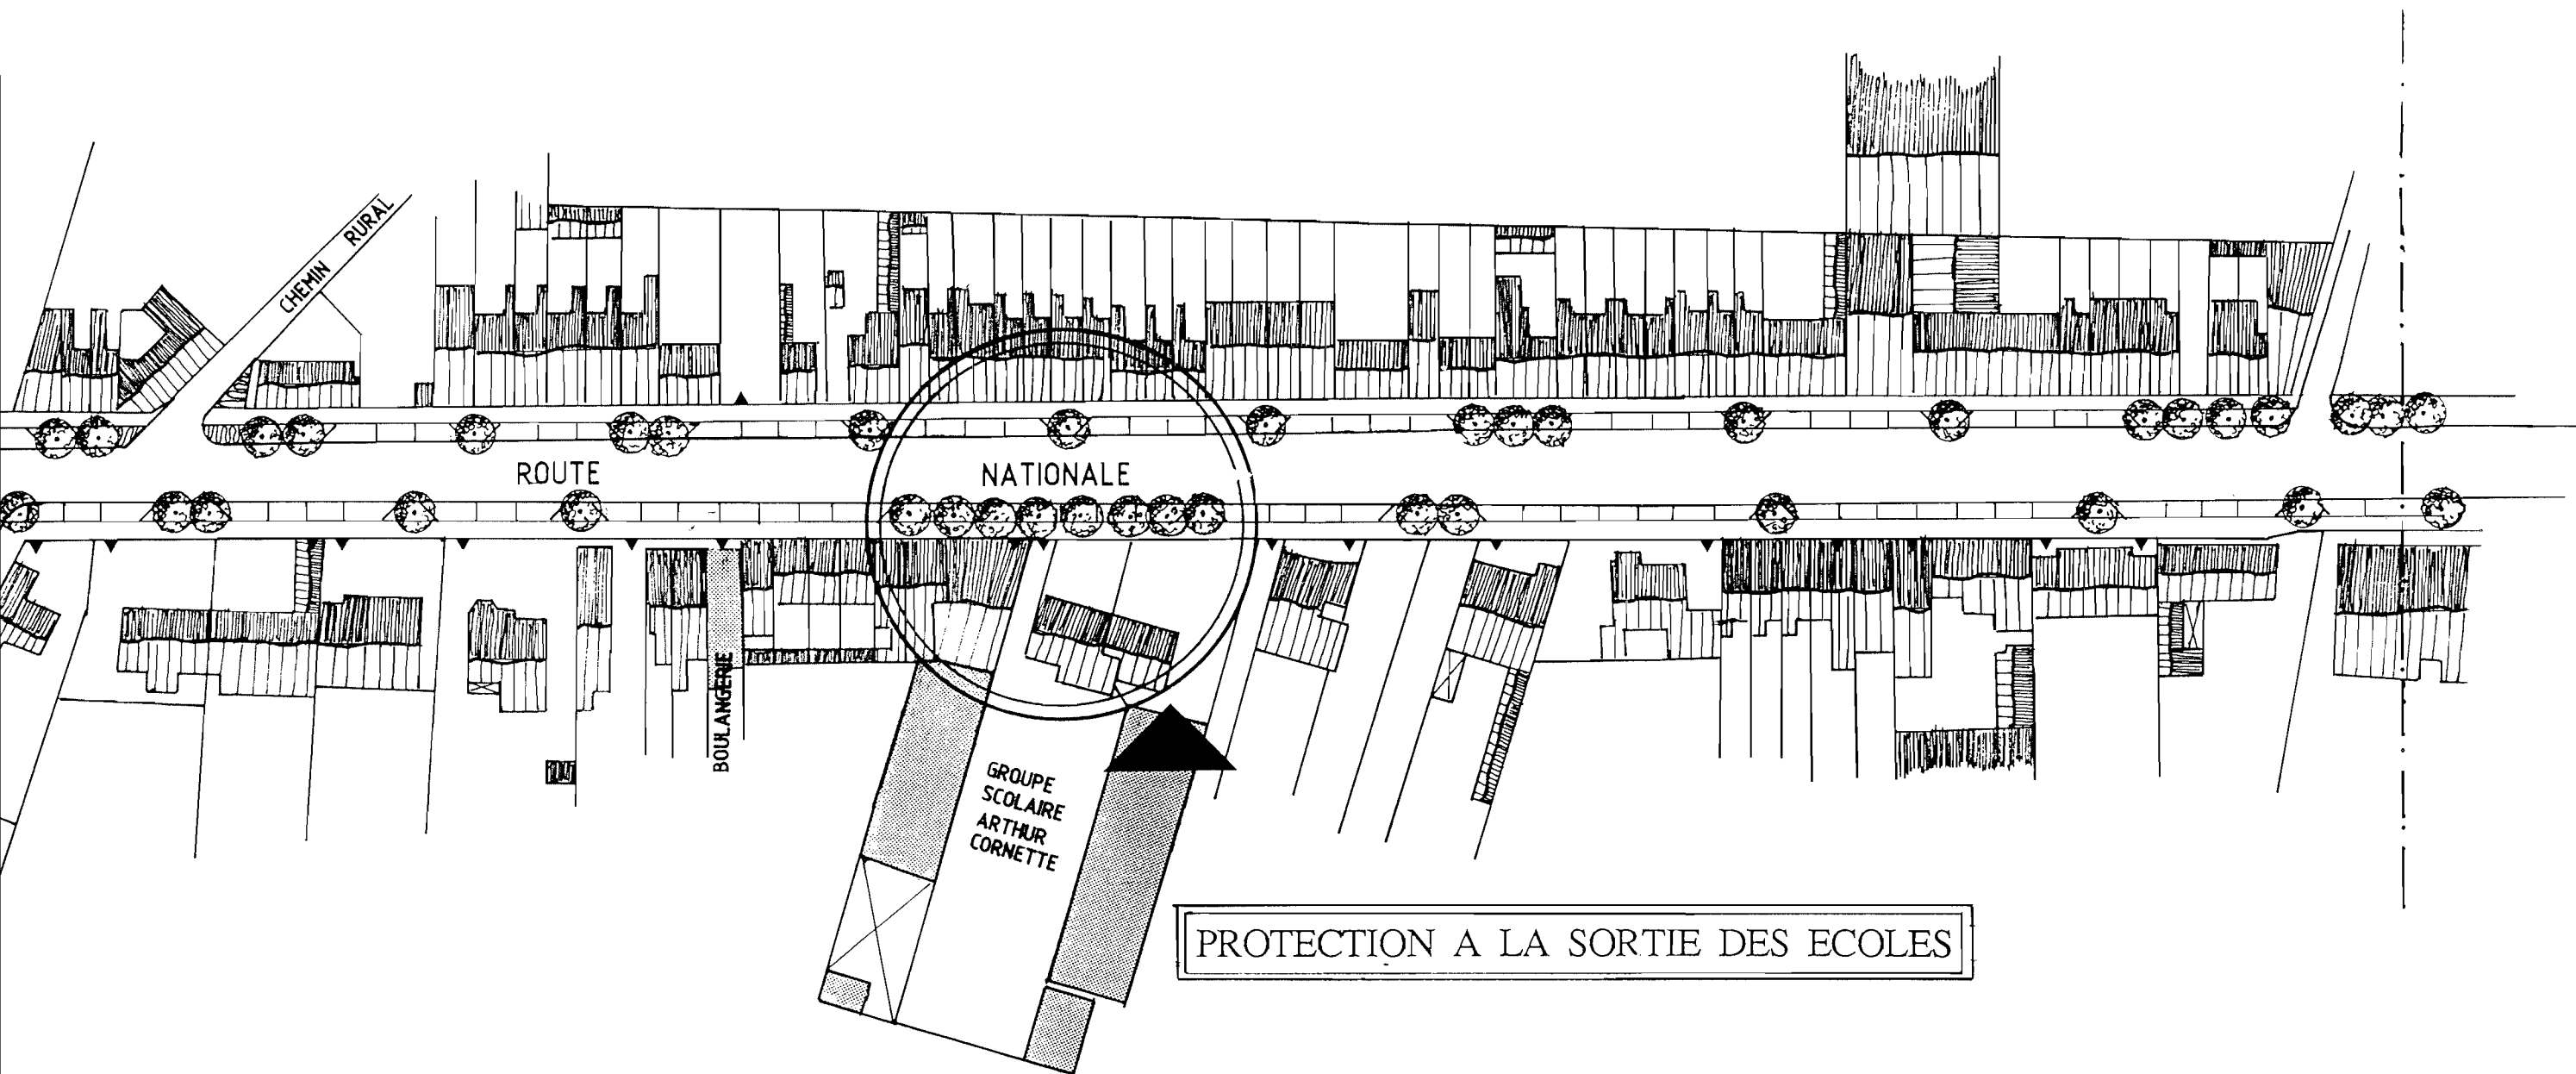 CHEMIN RURAL
ROUTE NATIONALE
BOULANGERIE
GROUPE
SCOLAIRE
ARTHUR
CORNETTE
PROTECTION A LA SORTIE DES ECOLES